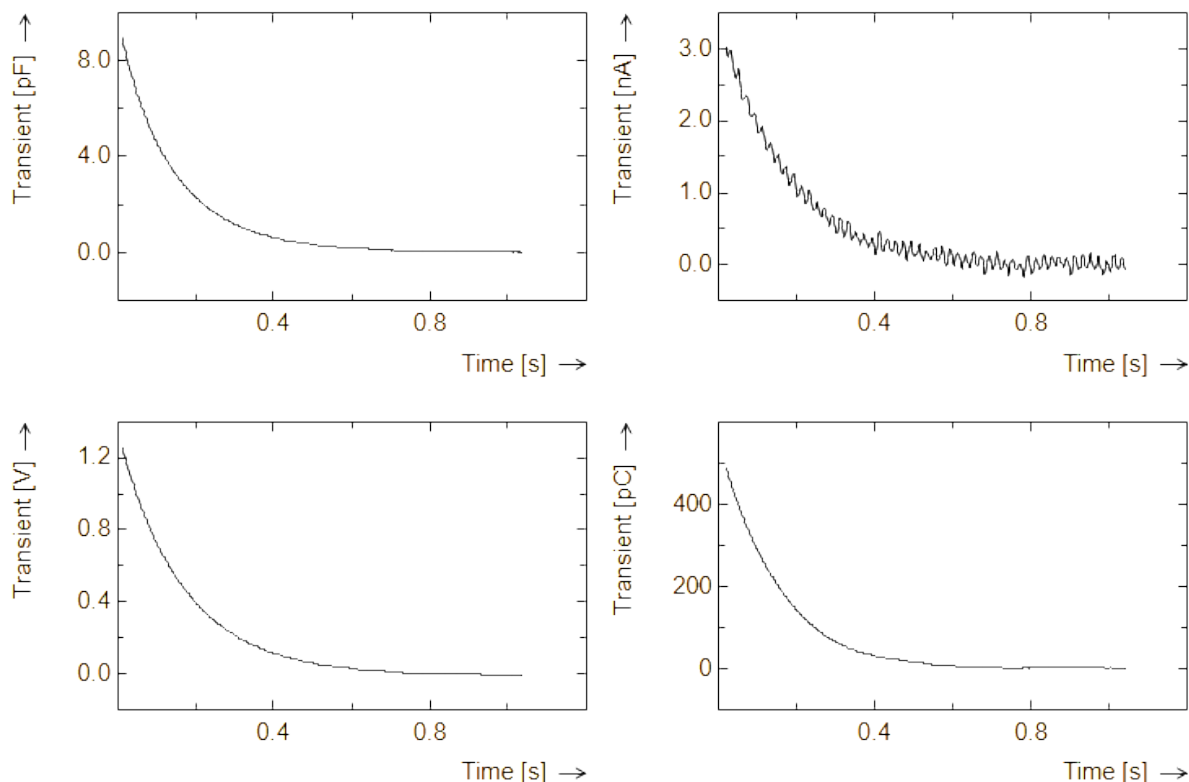 Transient [pF] →
8.0
4.0
0.0
0.4 0.8
Time [s] →
Transient [nA] →
3.0
2.0
1.0
0.0
0.4 0.8
Time [s] →
Transient [V] →
1.2
0.8
0.4
0.0
0.4 0.8
Time [s] →
Transient [pC] →
400
200
0
0.4 0.8
Time [s] →